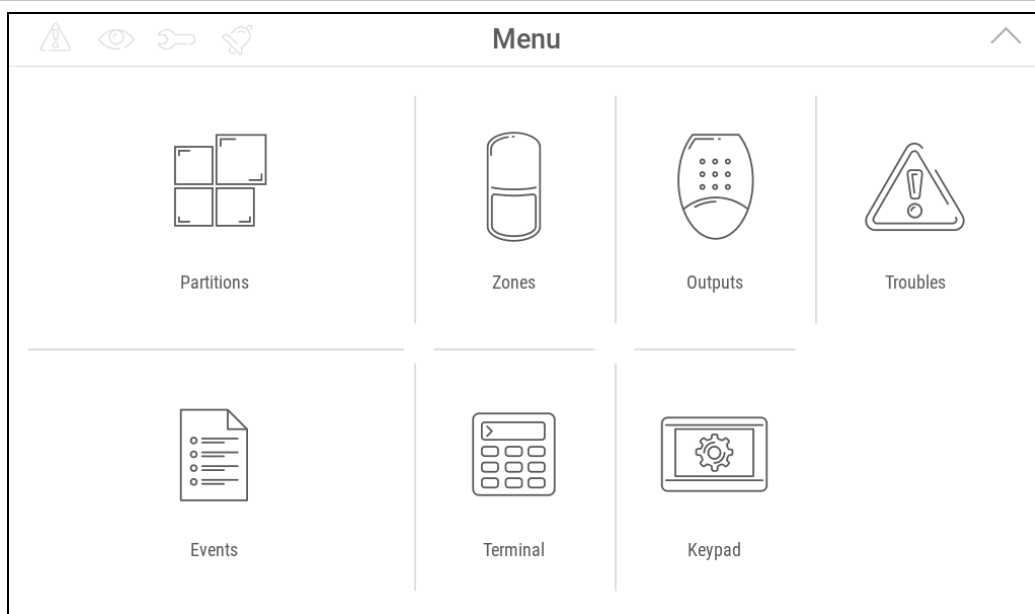 Menu
Partitions
Zones
Outputs
Troubles
Events
Terminal
Keypad